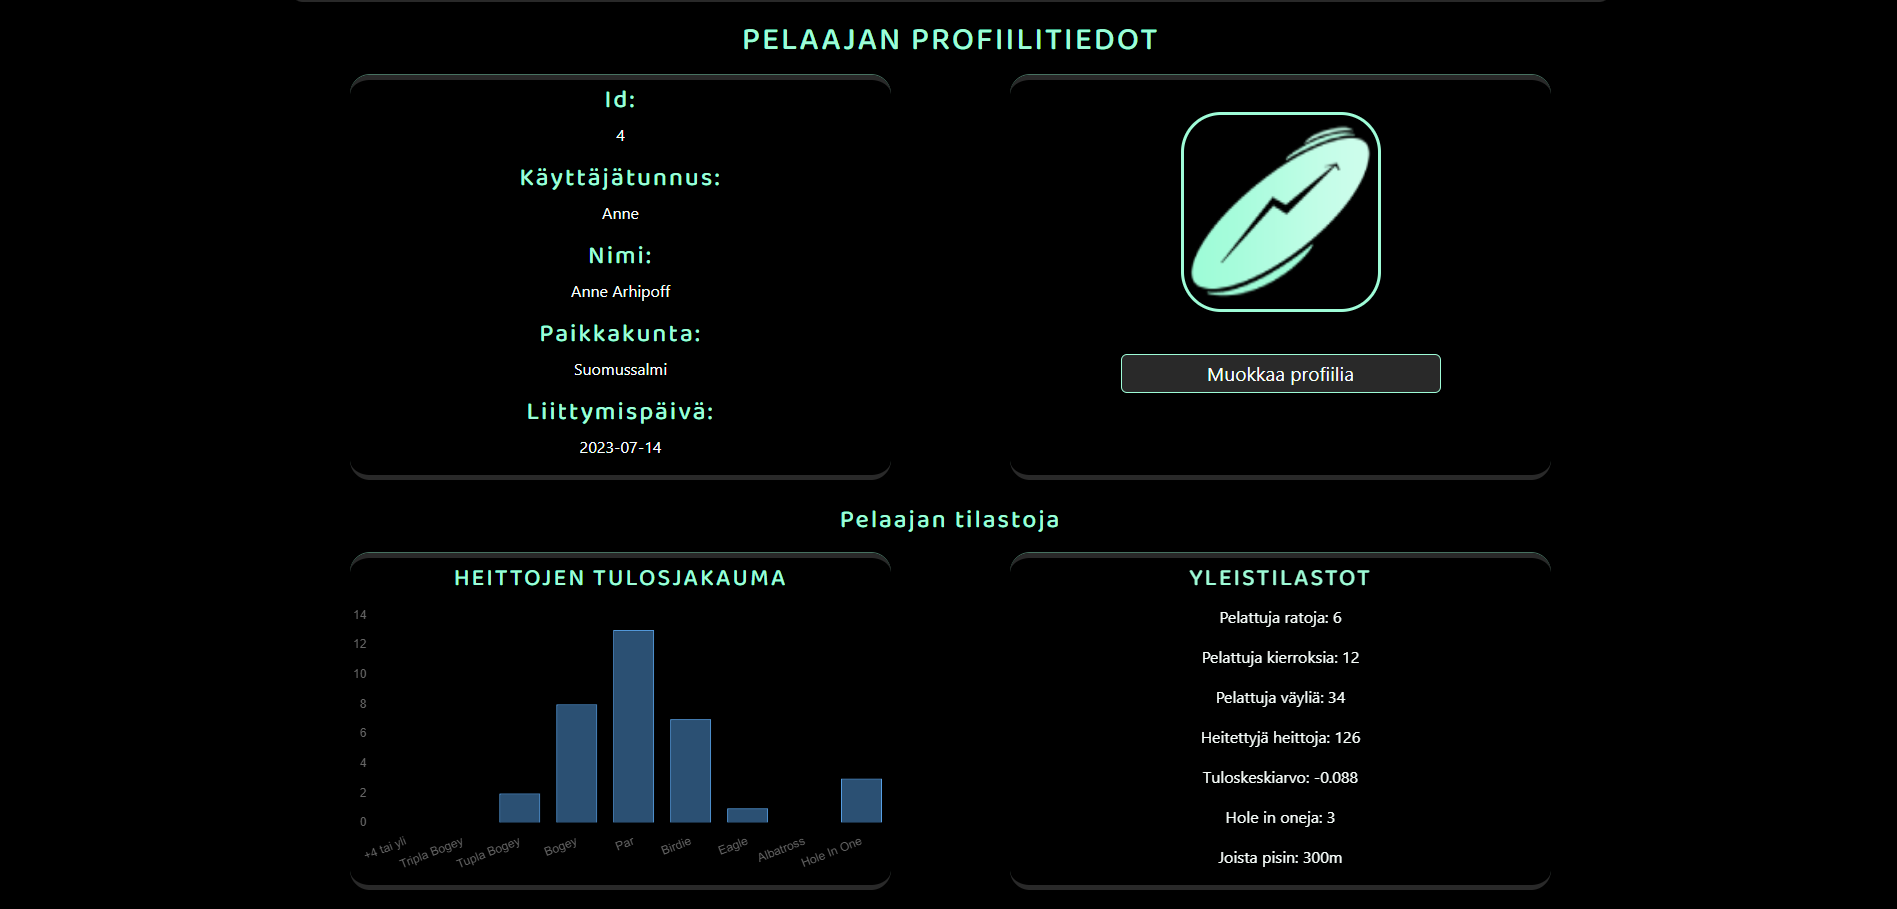 PELAAJAN PROFIILITIEDOT
Id:
4
Käyttäjätunnus:
Anne
Nimi:
Anne Arhipoff
Paikkakunta:
Suomussalmi
Liittymispäivä:
2023-07-14
Muokkaa profiilia
Pelaajan tilastoja
HEITTOJEN TULOSJAKAUMA
14
12
10
8
6
4
2
0
+4 tai yli
Tripla Bogey
Tupla Bogey
Bogey
Par
Birdie
Eagle
Albatross
Hole In One
YLEISTILASTOT
Pelattuja ratoja: 6
Pelattuja kierroksia: 12
Pelattuja väyliä: 34
Heitettyjä heittoja: 126
Tuloskeskiarvo: -0.088
Hole in oneja: 3
Joista pisin: 300m